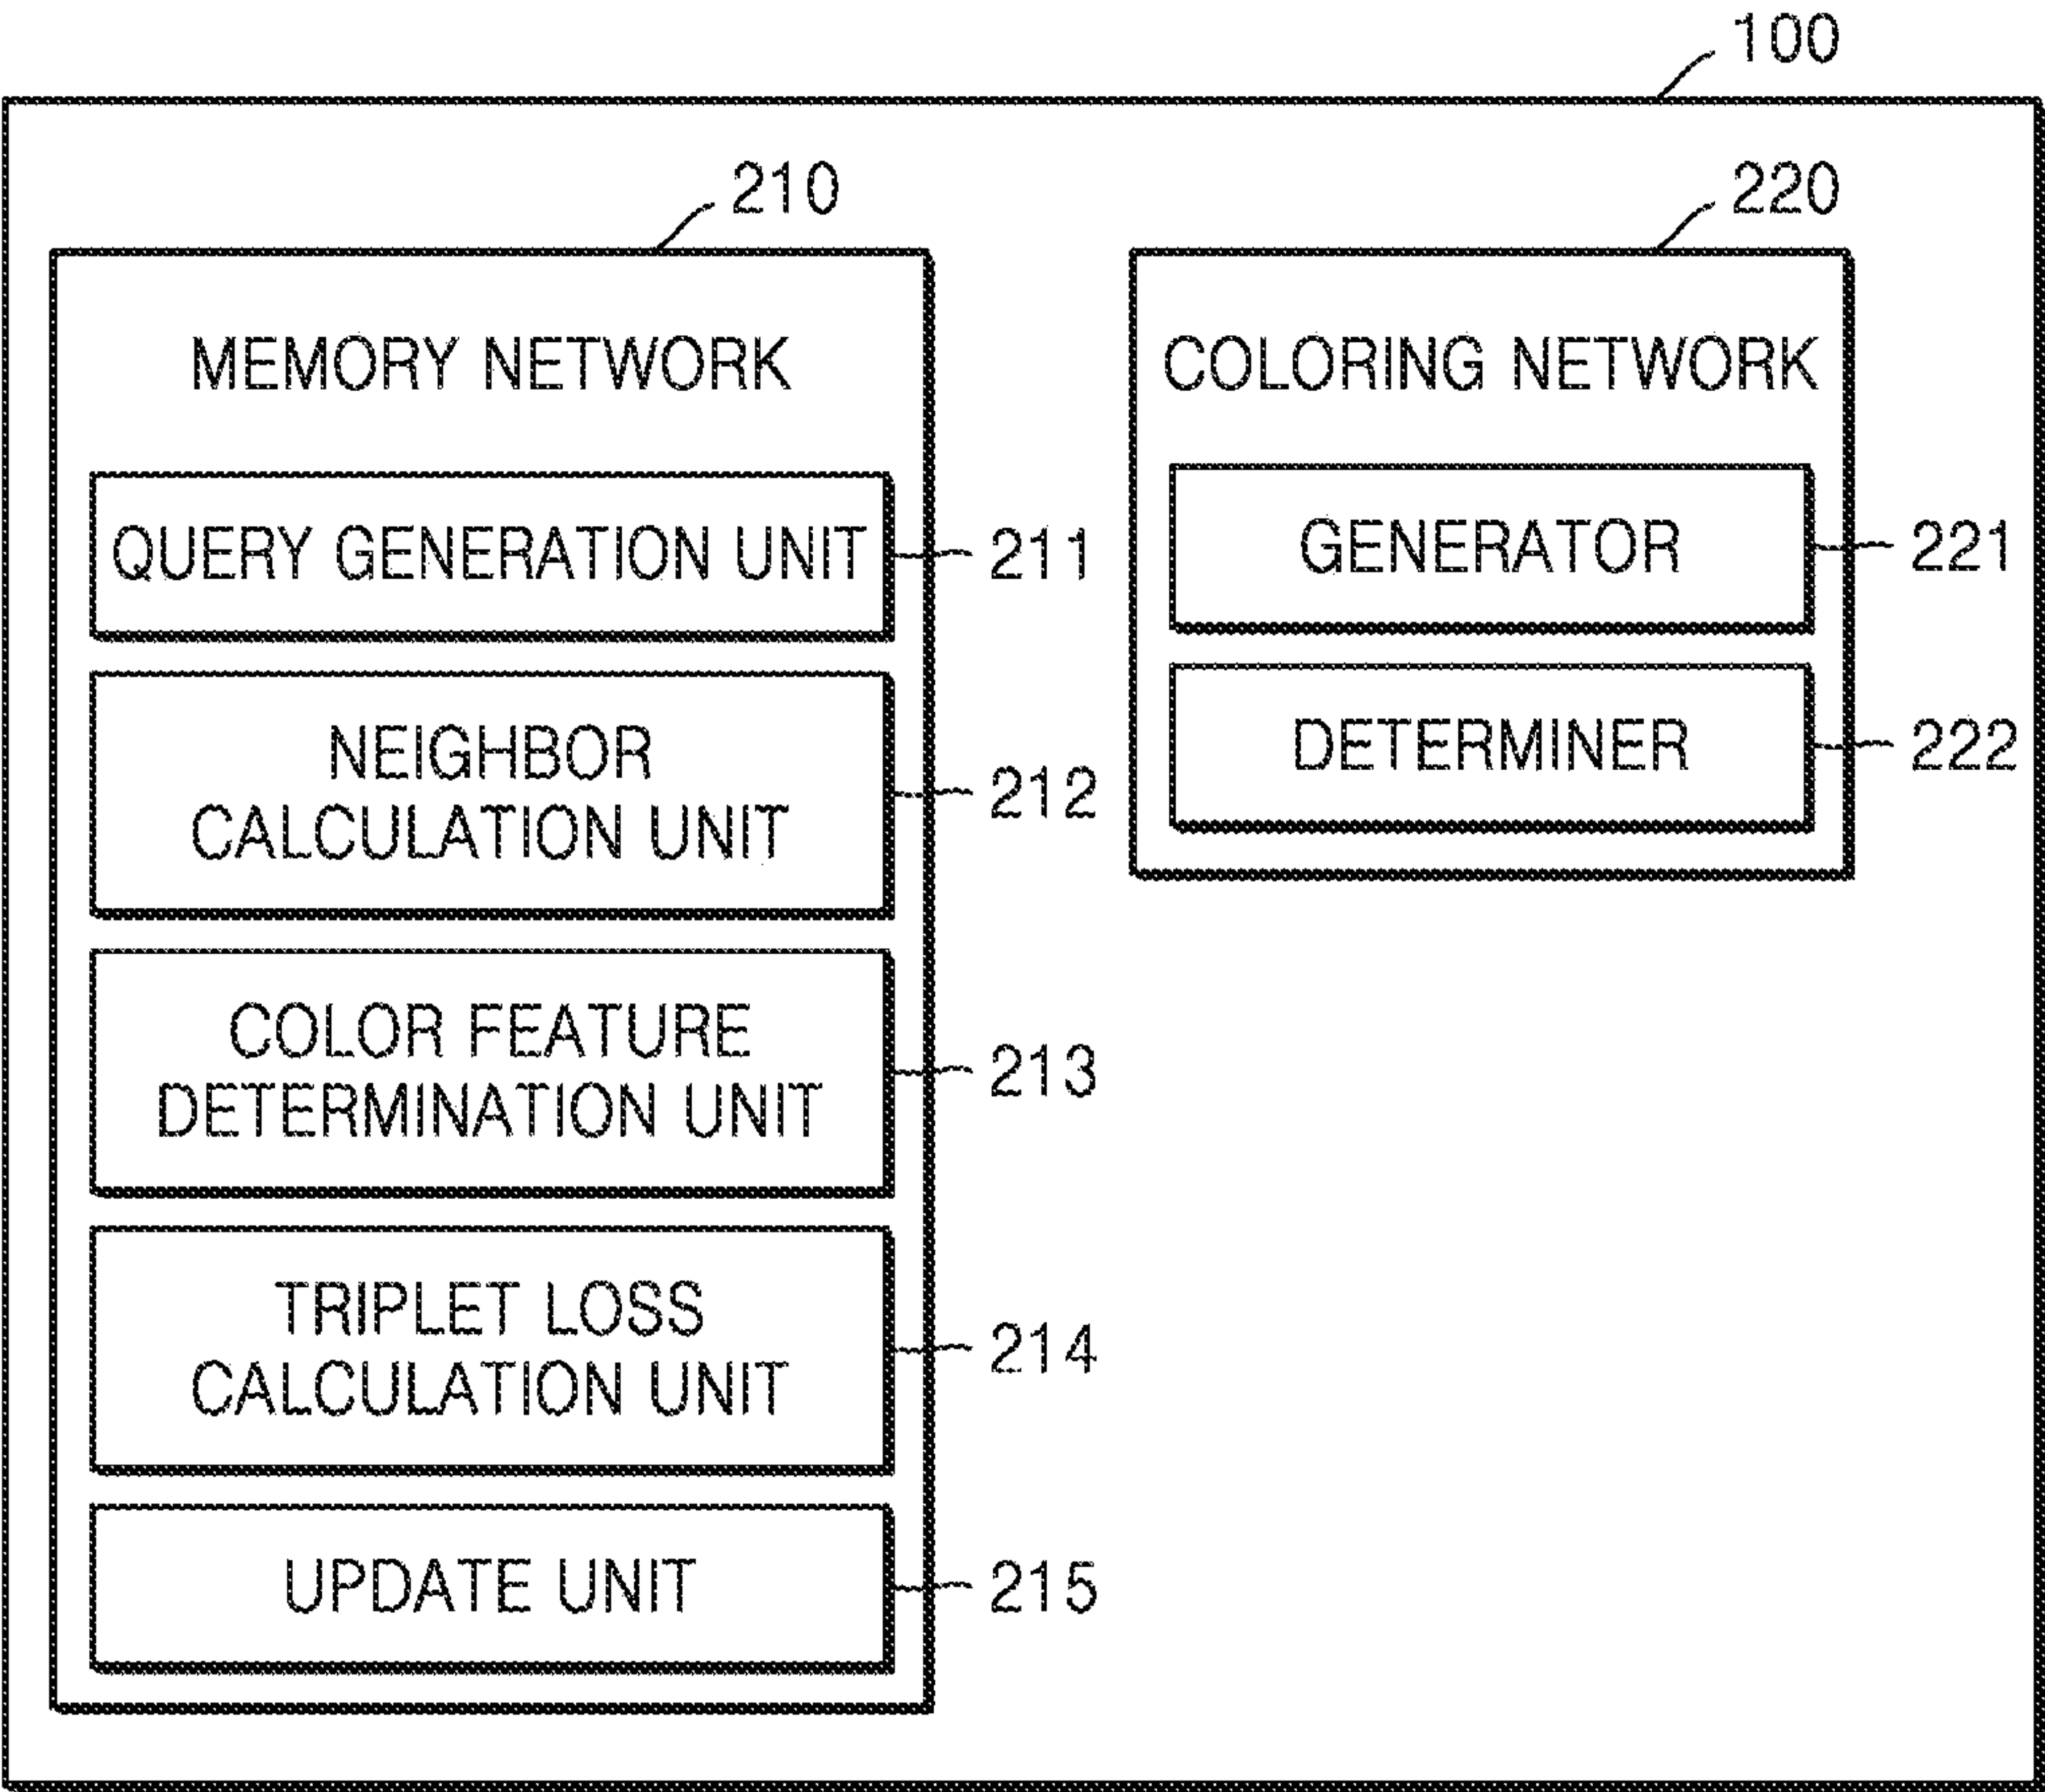 100
210
MEMORY NETWORK
QUERY GENERATION UNIT
211
NEIGHBOR
CALCULATION UNIT
212
COLOR FEATURE
DETERMINATION UNIT
213
TRIPLET LOSS
CALCULATION UNIT
214
UPDATE UNIT
215
220
COLORING NETWORK
GENERATOR
221
DETERMINER
222